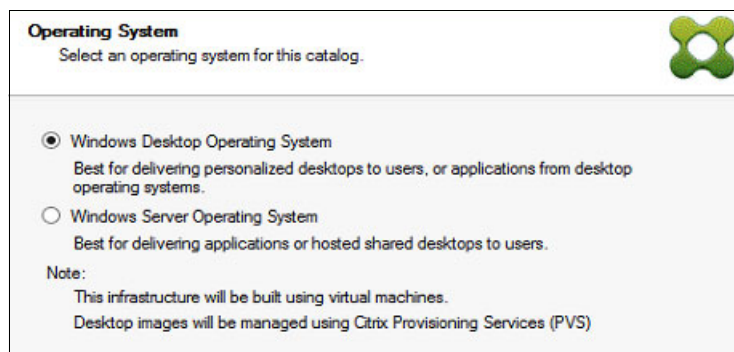 Operating System
Select an operating system for this catalog.
Windows Desktop Operating System
Best for delivering personalized desktops to users, or applications from desktop
operating systems.
Windows Server Operating System
Best for delivering applications or hosted shared desktops to users.
Note:
This infrastructure will be built using virtual machines.
Desktop images will be managed using Citrix Provisioning Services (PVS)